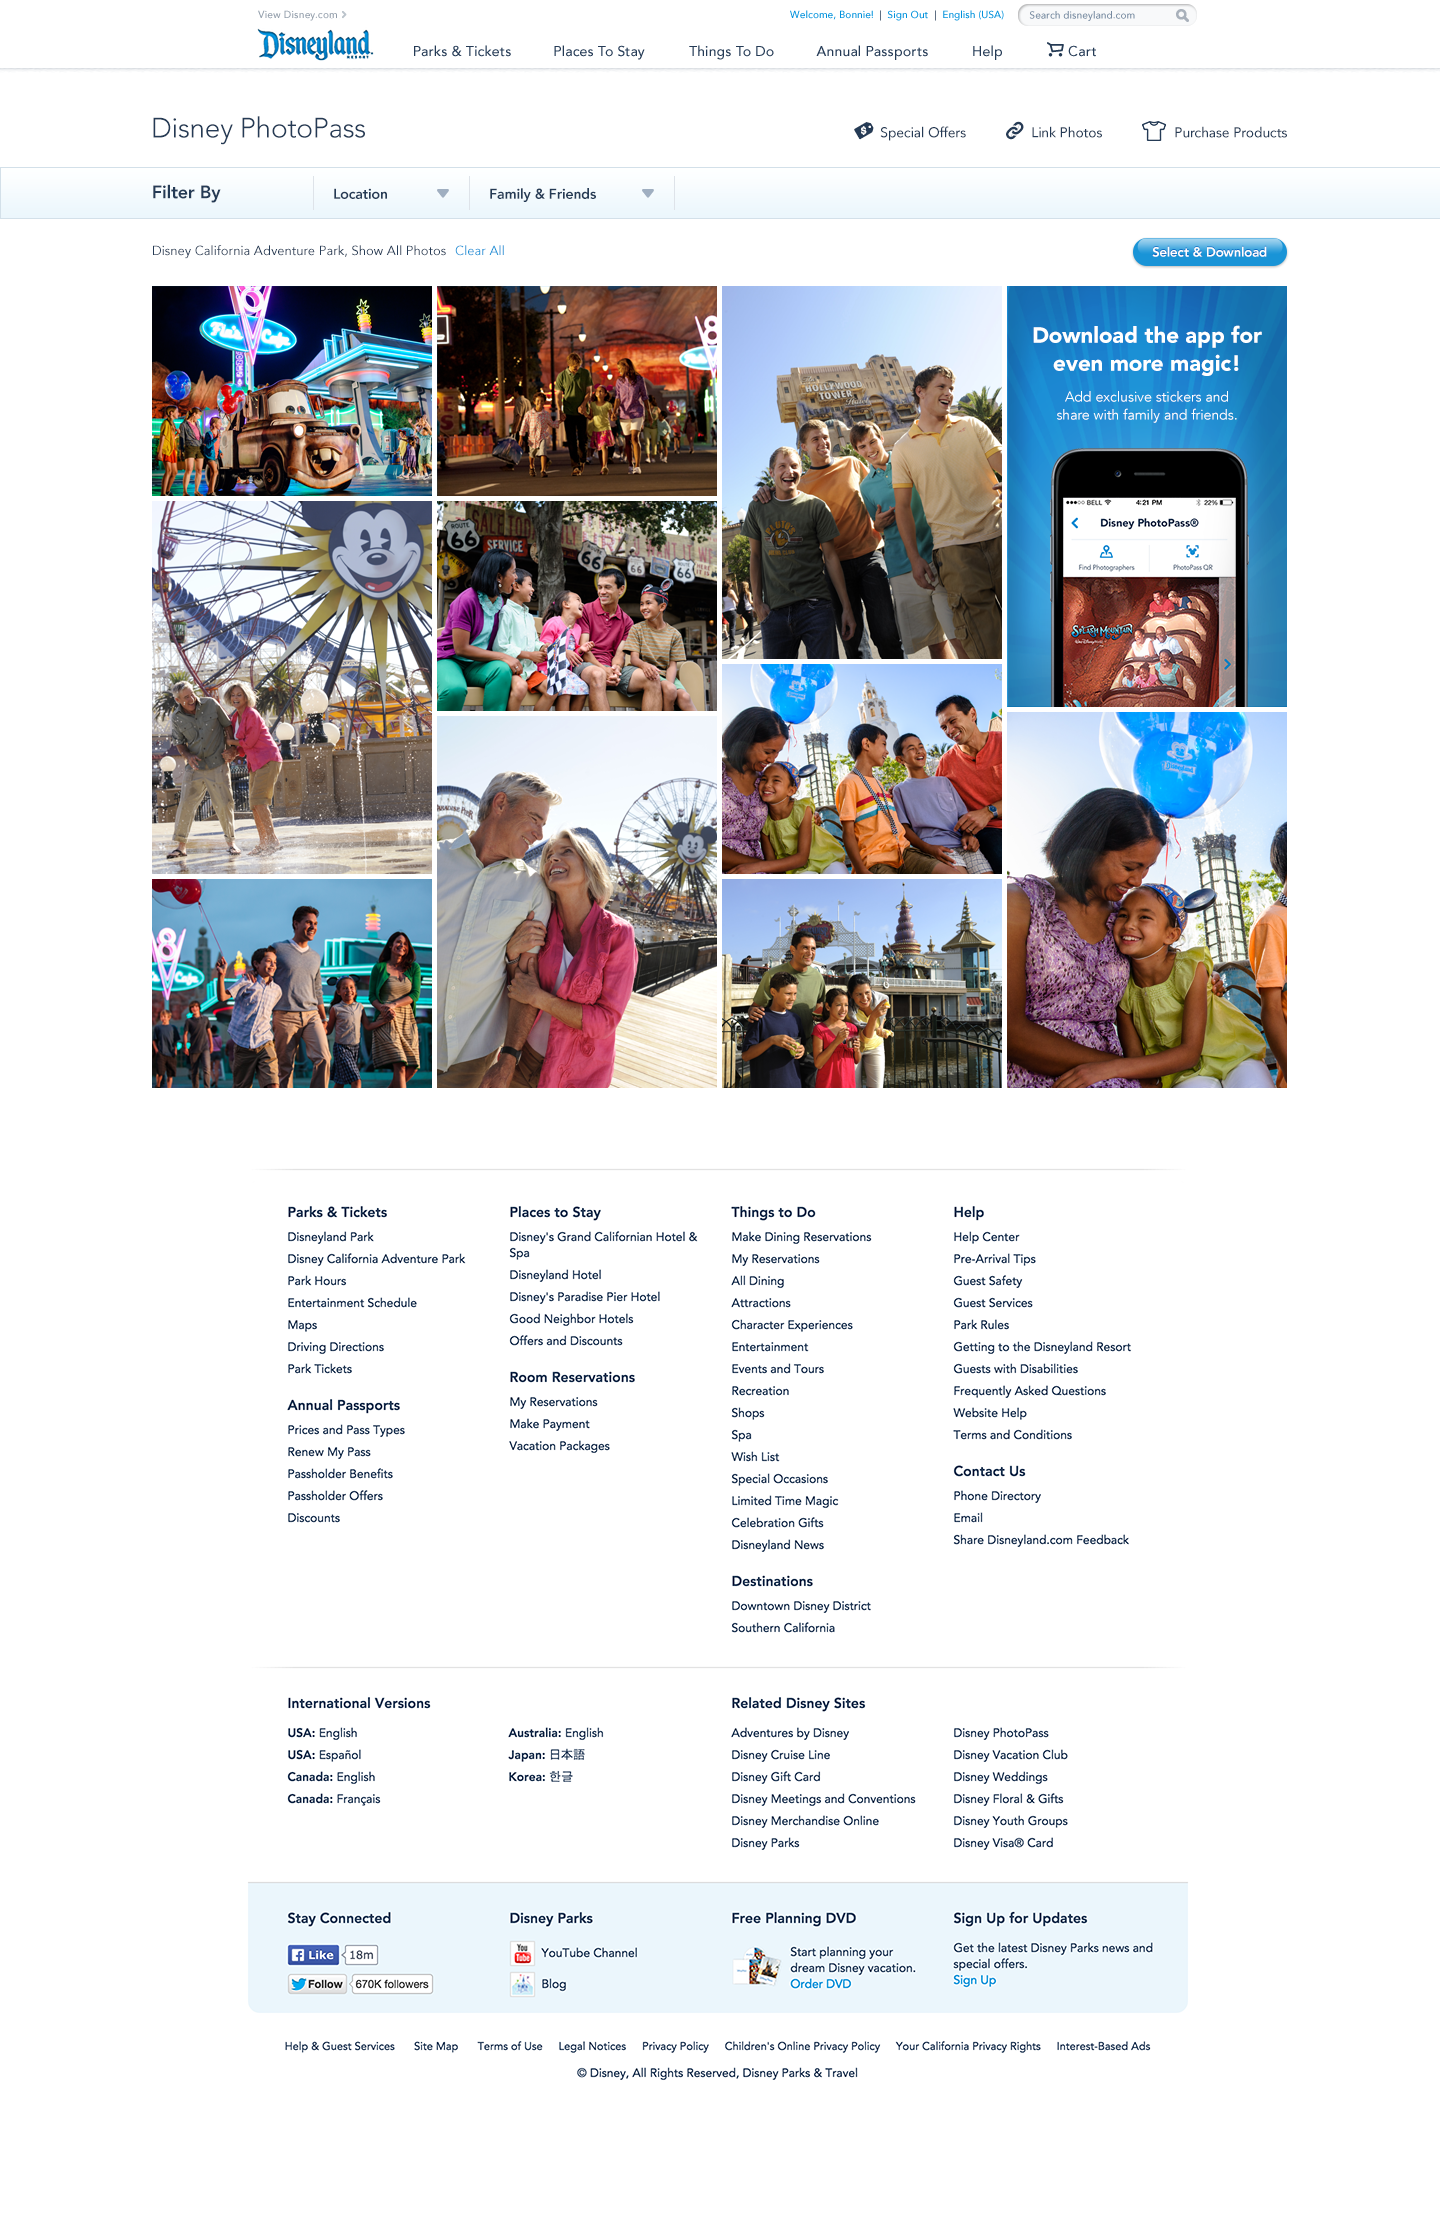 View Disney.com
Welcome, Bonnie! | Sign Out | English (USA)
Search disneyland.com
Disneyland
Parks & Tickets
Places To Stay
Things To Do
Annual Passports
Help
Cart
Disney PhotoPass
Special Offers
Link Photos
Purchase Products
Filter By
Location
Family & Friends
Disney California Adventure Park, Show All Photos Clear All
Select & Download
Flo's V8 Cafe
HOLLYWOOD
TOWER
Hotel
Download the app for
even more magic!
Add exclusive stickers and
share with family and friends.
BELL
4:21 PM
22%
Disney PhotoPass®
Find Photographers
PhotoPass QR
SPLASH MOUNTAIN
ROUTE
66
SERVICE
66
66
66
Parks & Tickets
Disneyland Park
Disney California Adventure Park
Park Hours
Entertainment Schedule
Maps
Driving Directions
Park Tickets
Annual Passports
Prices and Pass Types
Renew My Pass
Passholder Benefits
Passholder Offers
Discounts
Places to Stay
Disney's Grand Californian Hotel &
Spa
Disneyland Hotel
Disney's Paradise Pier Hotel
Good Neighbor Hotels
Offers and Discounts
Room Reservations
My Reservations
Make Payment
Vacation Packages
Things to Do
Make Dining Reservations
My Reservations
All Dining
Attractions
Character Experiences
Entertainment
Events and Tours
Recreation
Shops
Spa
Wish List
Special Occasions
Limited Time Magic
Celebration Gifts
Disneyland News
Destinations
Downtown Disney District
Southern California
Help
Help Center
Pre-Arrival Tips
Guest Safety
Guest Services
Park Rules
Getting to the Disneyland Resort
Guests with Disabilities
Frequently Asked Questions
Website Help
Terms and Conditions
Contact Us
Phone Directory
Email
Share Disneyland.com Feedback
International Versions
USA: English
USA: Español
Canada: English
Canada: Français
Australia: English
Japan: 日本語
Korea: 한글
Related Disney Sites
Adventures by Disney
Disney Cruise Line
Disney Gift Card
Disney Meetings and Conventions
Disney Merchandise Online
Disney Parks
Disney PhotoPass
Disney Vacation Club
Disney Weddings
Disney Floral & Gifts
Disney Youth Groups
Disney Visa® Card
Stay Connected
Like 18m
Follow 670K followers
Disney Parks
You Tube YouTube Channel
Blog
Free Planning DVD
Start planning your
dream Disney vacation.
Order DVD
Sign Up for Updates
Get the latest Disney Parks news and
special offers.
Sign Up
Help & Guest Services
Site Map
Terms of Use
Legal Notices
Privacy Policy
Children's Online Privacy Policy
Your California Privacy Rights
Interest-Based Ads
© Disney, All Rights Reserved, Disney Parks & Travel